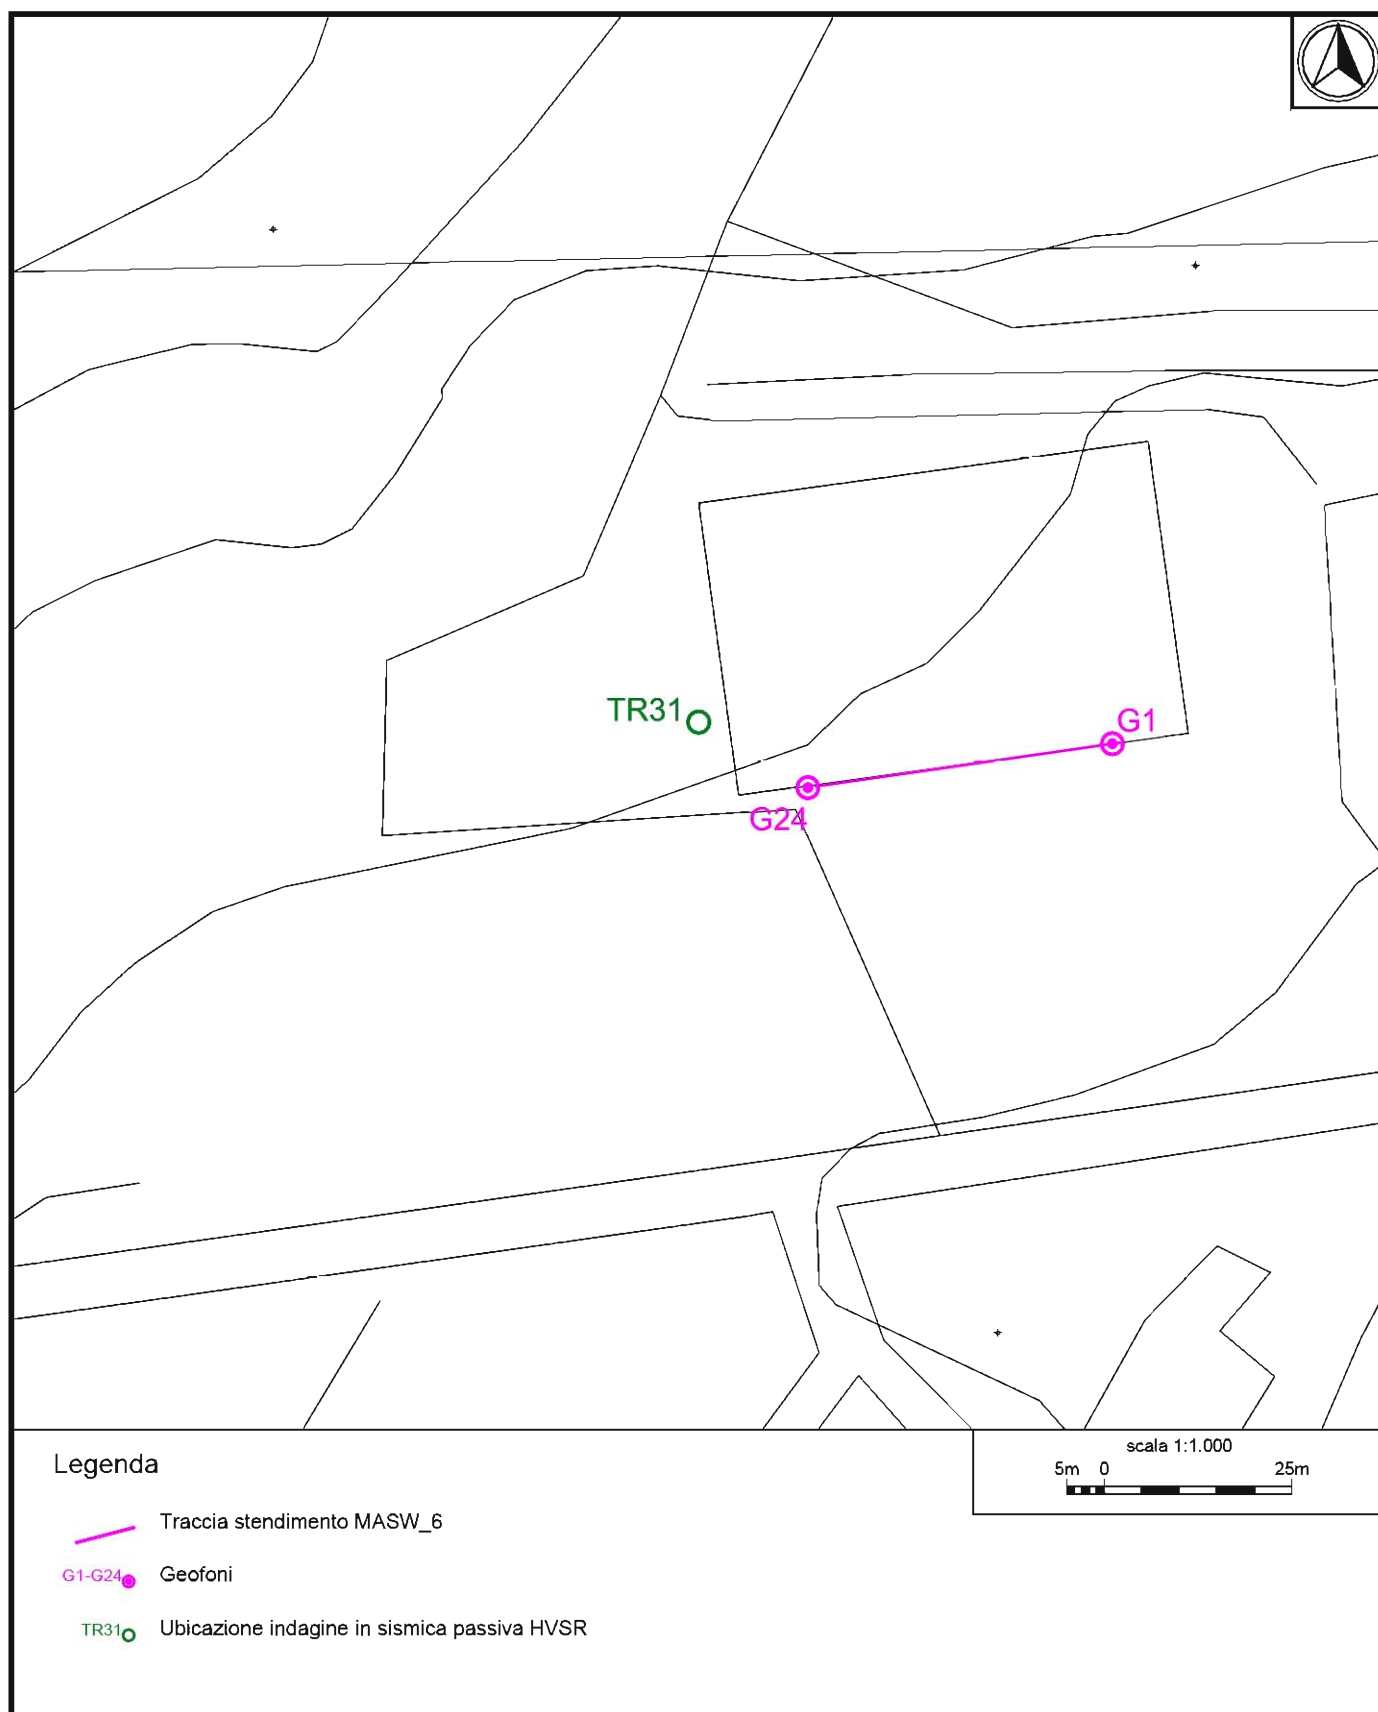 TR31
G1
G24
scala 1:1.000
5m 0 25m
Legenda
Traccia stendimento MASW_6
G1-G24 Geofoni
TR31 Ubicazione indagine in sismica passiva HVSR